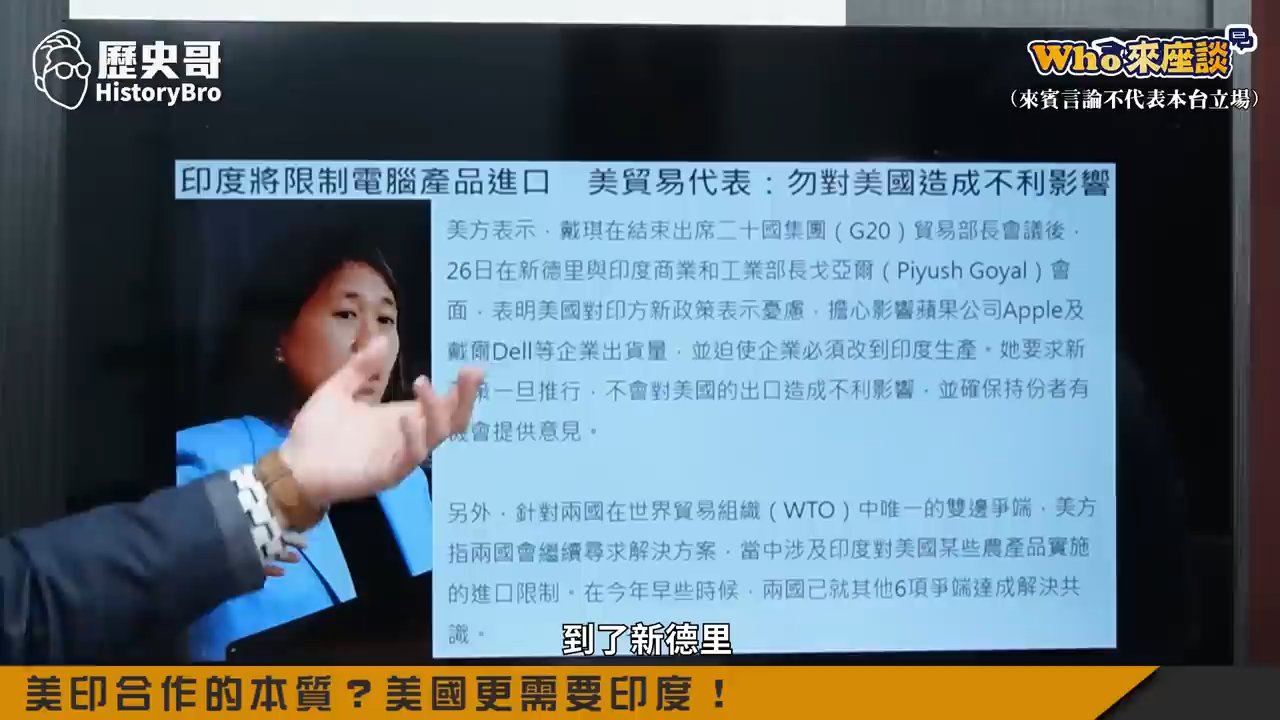 歷史哥
HistoryBro
Who來座談
（來賓言論不代表本台立場）
印度將限制電腦產品進口 美貿易代表：勿對美國造成不利影響
美方表示，戴琪在結束出席二十國集團（G20）貿易部長會議後，
26日在新德里與印度商業和工業部長戈亞爾（Piyush Goyal）會
面，表明美國對印方新政策表示憂慮，擔心影響蘋果公司Apple及
戴爾Dell等企業出貨量，並迫使企業必須改到印度生產。她要求新
一旦推行，不會對美國的出口造成不利影響，並確保持份者有
會提供意見。
另外，針對兩國在世界貿易組織（WTO）中唯一的雙邊爭端，美方
指兩國會繼續尋求解決方案，當中涉及印度對美國某些農產品實施
的進口限制。在今年早些時候，兩國已就其他6項爭端達成解決共
識。
到了新德里
美印合作的本質？美國更需要印度！